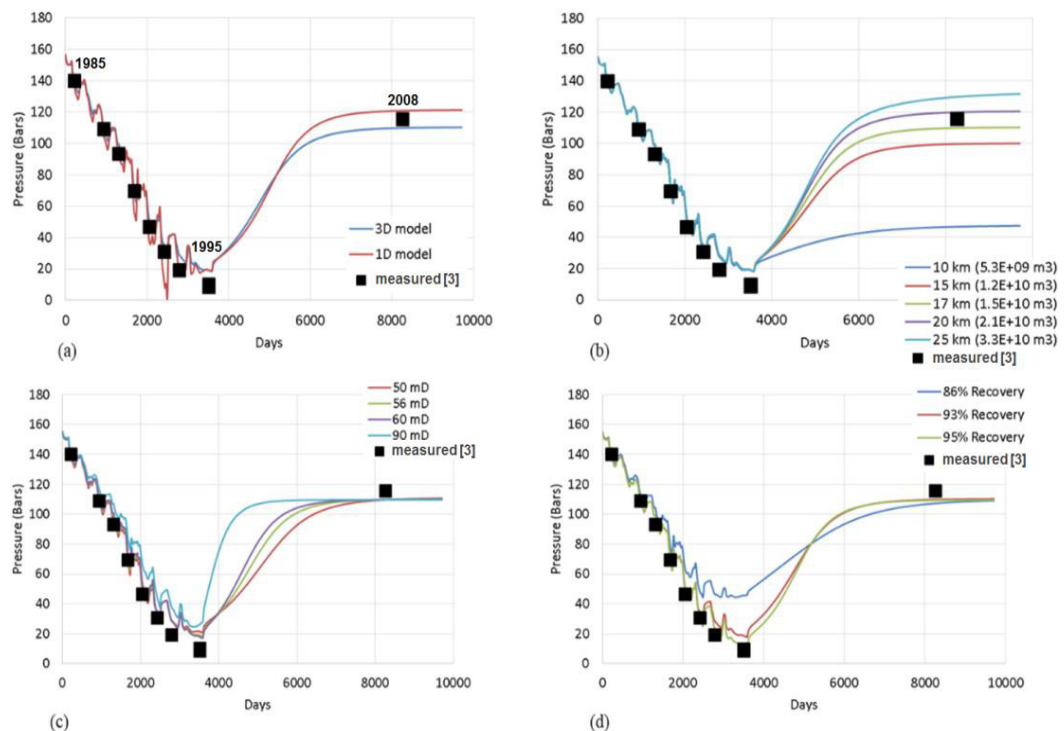 180
160
140
120
100
80
60
40
20
0
Pressure (Bars)
1985
1995
2008
3D model
1D model
measured [3]
0 2000 4000 6000 8000 10000
Days
(a)
180
160
140
120
100
80
60
40
20
0
Pressure (Bars)
10 km (5.3E+09 m3)
15 km (1.2E+10 m3)
17 km (1.5E+10 m3)
20 km (2.1E+10 m3)
25 km (3.3E+10 m3)
measured [3]
0 2000 4000 6000
Days
(b)
180
160
140
120
100
80
60
40
20
0
Pressure (Bars)
50 mD
56 mD
60 mD
90 mD
measured [3]
0 2000 4000 6000 8000 10000
Days
(c)
180
160
140
120
100
80
60
40
20
0
Pressure (Bars)
86% Recovery
93% Recovery
95% Recovery
measured [3]
0 2000 4000 6000 8000 10000
Days
(d)